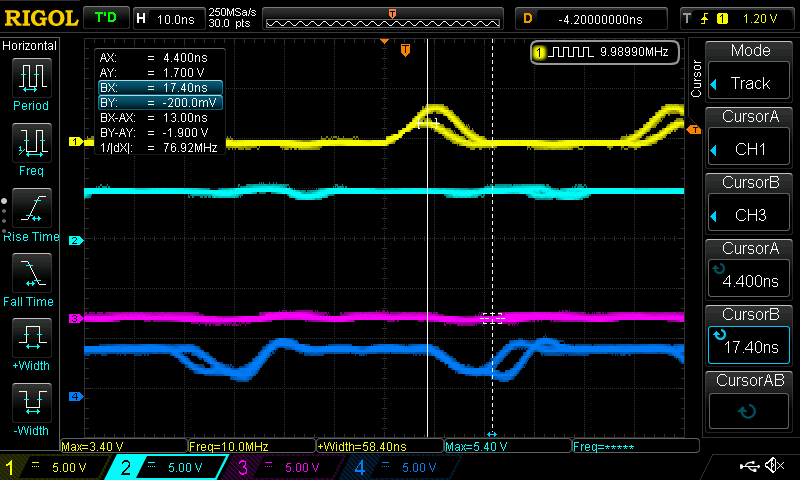 RIGOL T'D H 10.0ns 250MSa/s 30.0 pts T D -4.20000000ns T 1 1.20 V
Horizontal
Period
Freq
Rise Time
Fall Time
+Width
-Width
AX: = 4.400ns
AY: = 1.700 V
BX: = 17.40ns
BY: = -200.0mV
BX-AX: = 13.00ns
BY-AY: = -1.900 V
1/|dX|: = 76.92MHz
T
1 9.98990MHz
1
2
3
4
T
Cursor
Mode
Track
CursorA
CH1
CursorB
CH3
CursorA
4.400ns
CursorB
17.40ns
CursorAB
Max=3.40 V Freq=10.0MHz +Width=58.40ns Max=5.40 V Freq=*****
1 5.00 V 2 5.00 V 3 5.00 V 4 5.00 V